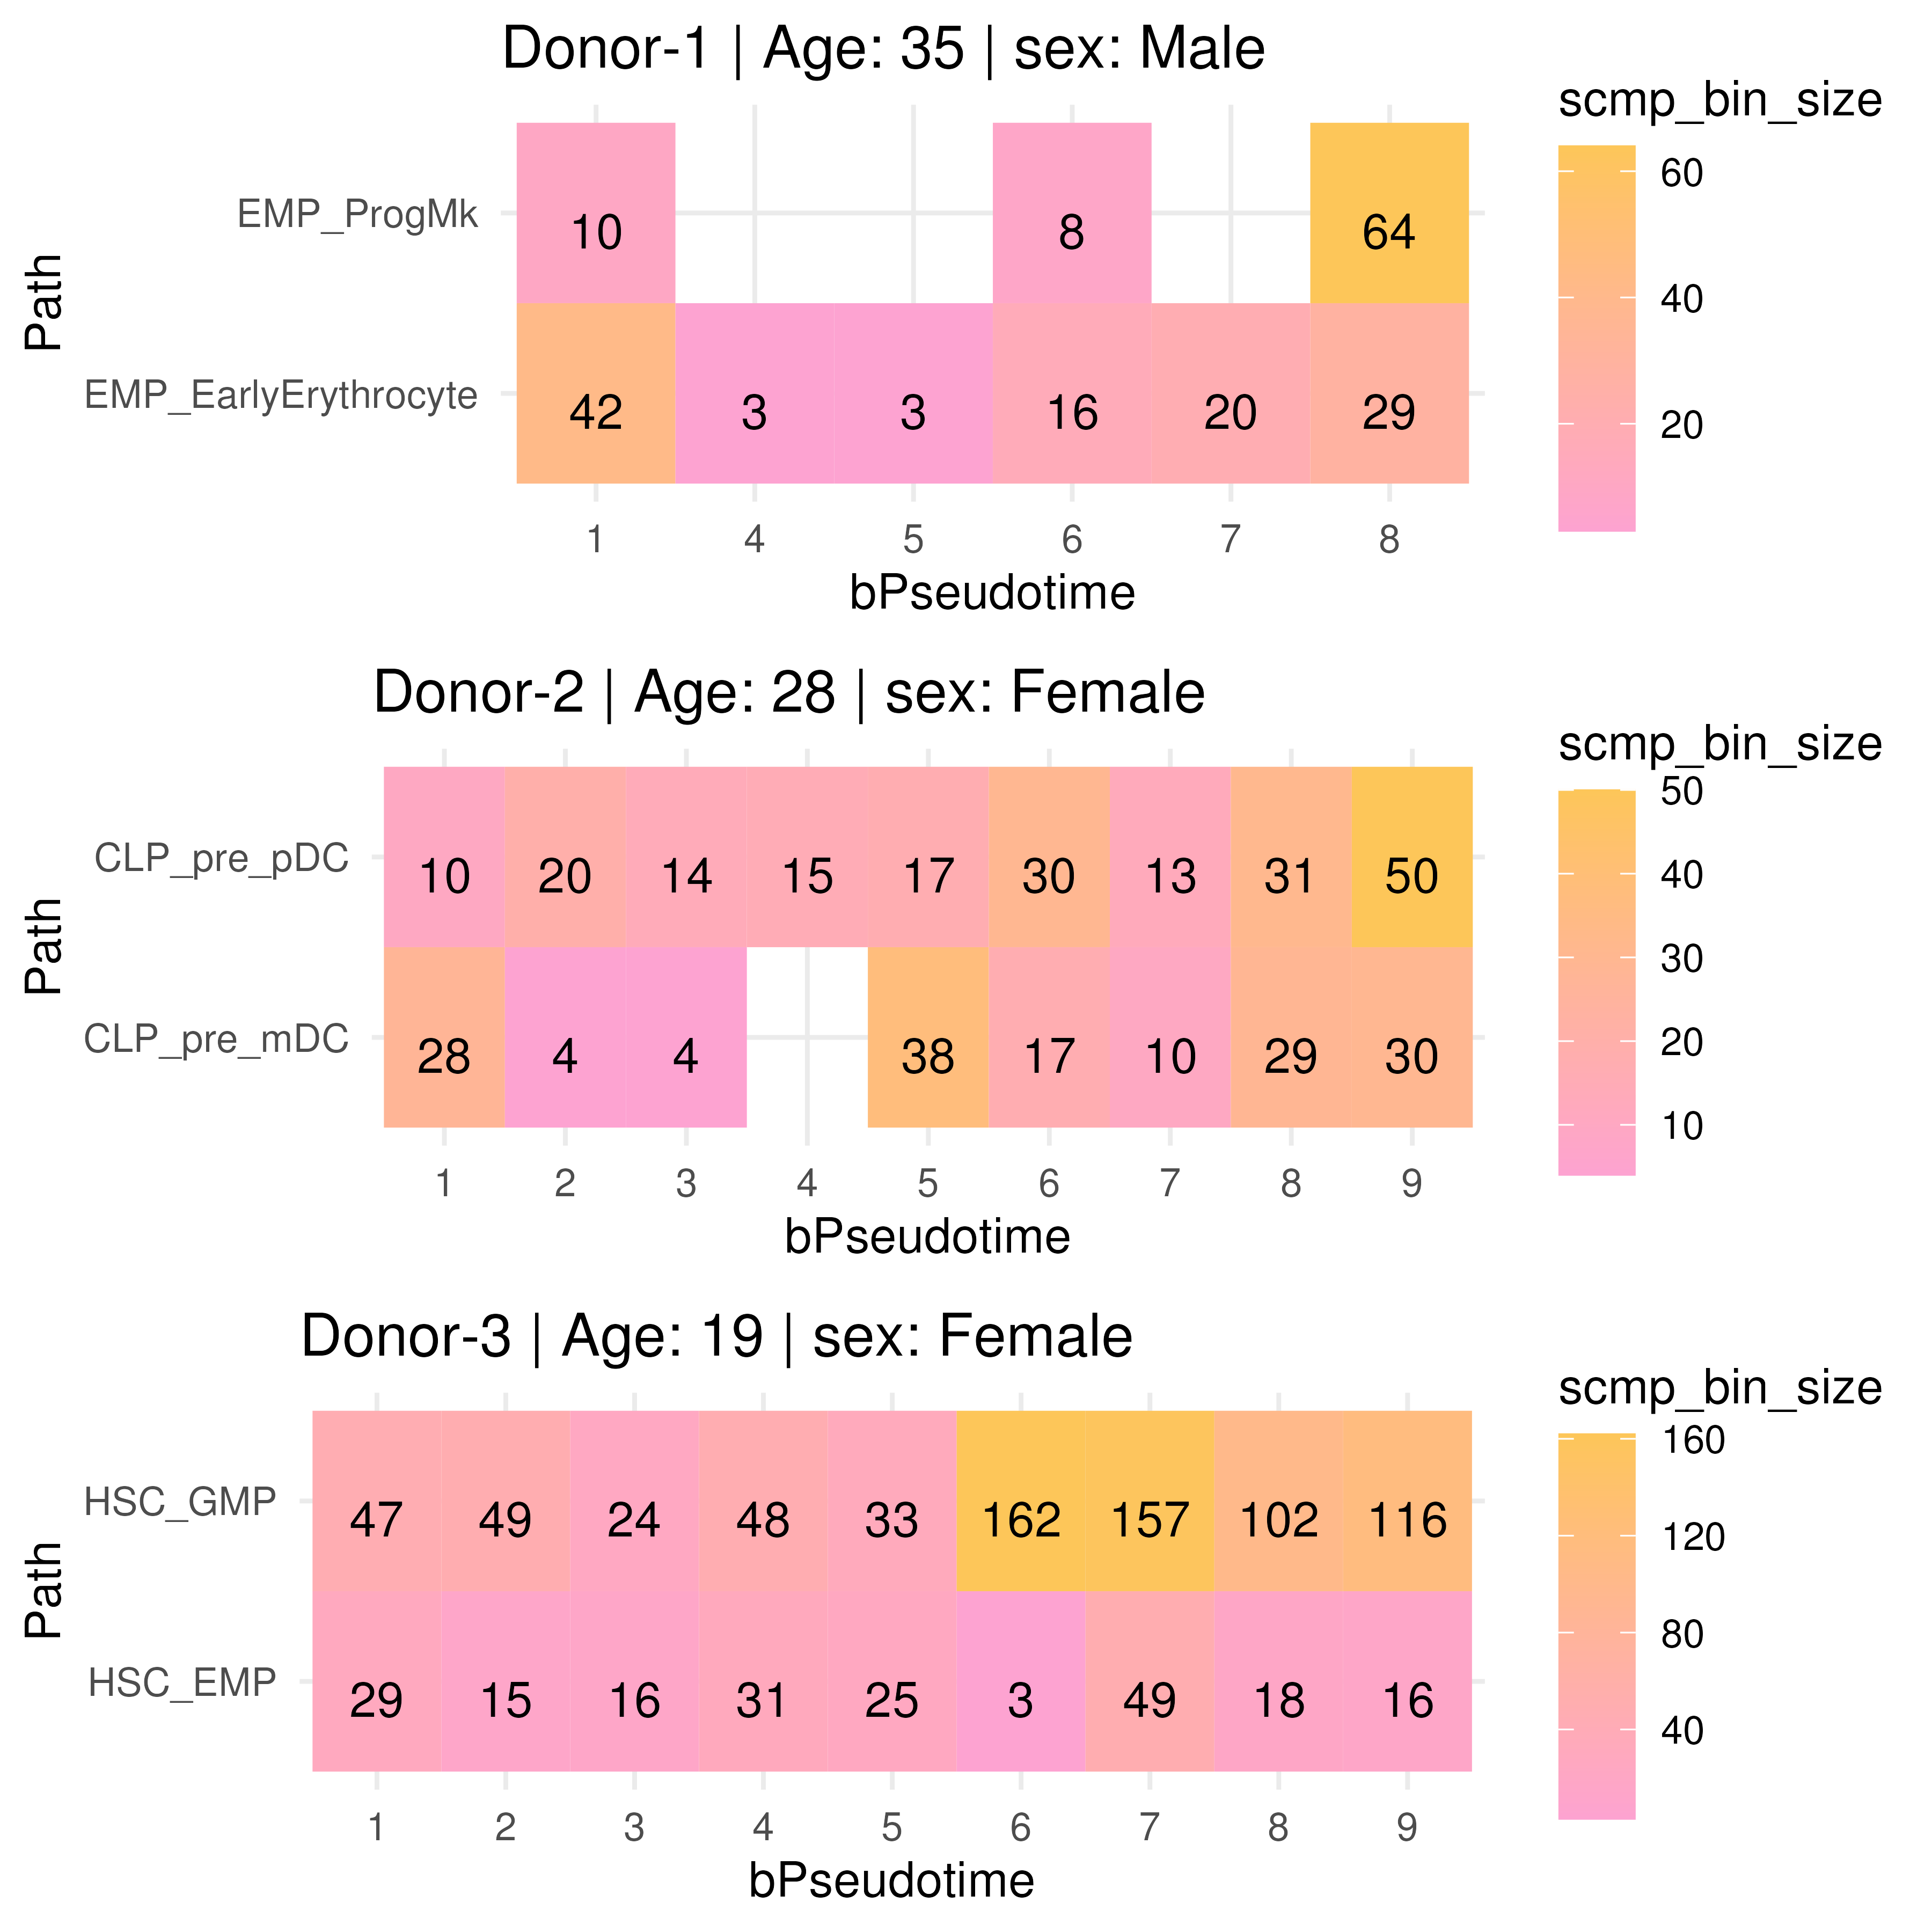 Donor-1 | Age: 35 | sex: Male
scmp_bin_size
60
40
20
Path
EMP_ProgMk
10 8 64
EMP_EarlyErythrocyte
42 3 3 16 20 29
1 4 5 6 7 8
bPseudotime
Donor-2 | Age: 28 | sex: Female
scmp_bin_size
50
40
30
20
10
Path
CLP_pre_pDC
10 20 14 15 17 30 13 31 50
CLP_pre_mDC
28 4 4 38 17 10 29 30
1 2 3 4 5 6 7 8 9
bPseudotime
Donor-3 | Age: 19 | sex: Female
scmp_bin_size
160
120
80
40
Path
HSC_GMP
47 49 24 48 33 162 157 102 116
HSC_EMP
29 15 16 31 25 3 49 18 16
1 2 3 4 5 6 7 8 9
bPseudotime